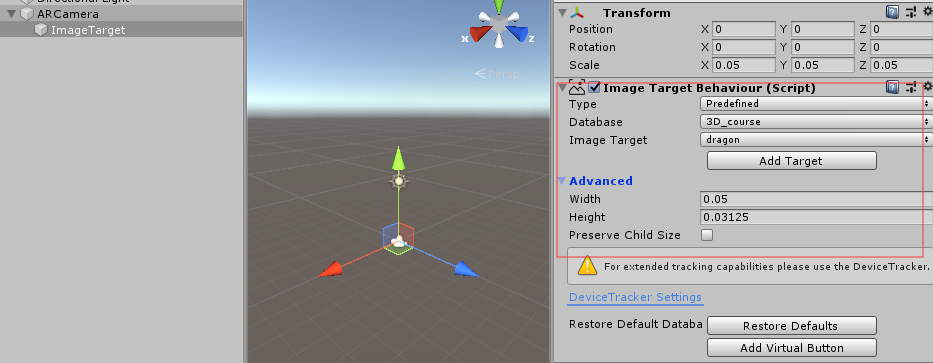 Directional Light
ARCamera
ImageTarget
x
z
Persp
Transform
Position X 0 Y 0 Z 0
Rotation X 0 Y 0 Z 0
Scale X 0.05 Y 0.05 Z 0.05
Image Target Behaviour (Script)
Type Predefined
Database 3D_course
Image Target dragon
Add Target
Advanced
Width 0.05
Height 0.03125
Preserve Child Size
For extended tracking capabilities please use the DeviceTracker.
DeviceTracker Settings
Restore Default Databa Restore Defaults
Add Virtual Button